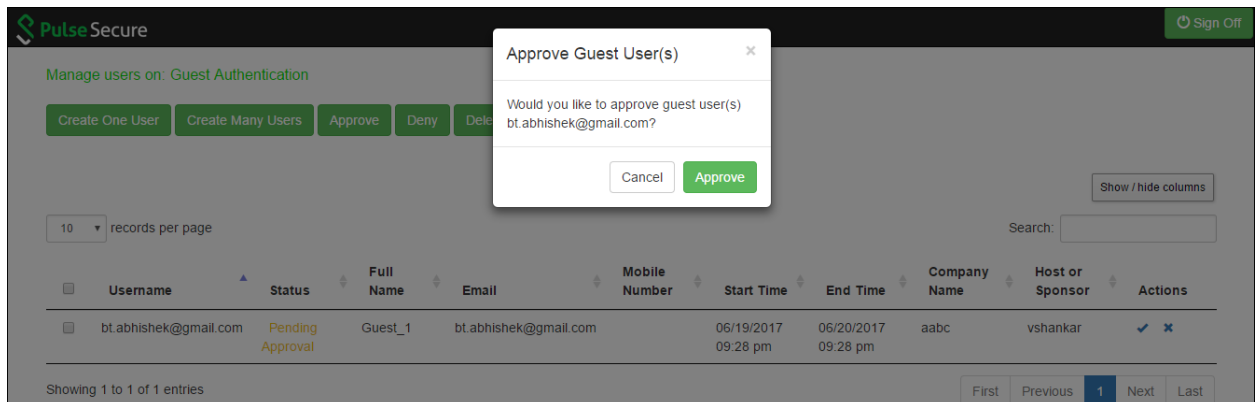 Pulse Secure
Sign Off
Approve Guest User(s)
×
Manage users on: Guest Authentication
Would you like to approve guest user(s)
bt.abhishek@gmail.com?
Create One User
Create Many Users
Approve
Deny
Dele
Cancel
Approve
Show / hide columns
10
records per page
Search:
Username
Status
Full
Name
Email
Mobile
Number
Start Time
End Time
Company
Name
Host or
Sponsor
Actions
bt.abhishek@gmail.com
Pending
Approval
Guest_1
bt.abhishek@gmail.com
06/19/2017
09:28 pm
06/20/2017
09:28 pm
aabc
vshankar
Showing 1 to 1 of 1 entries
First
Previous
1
Next
Last